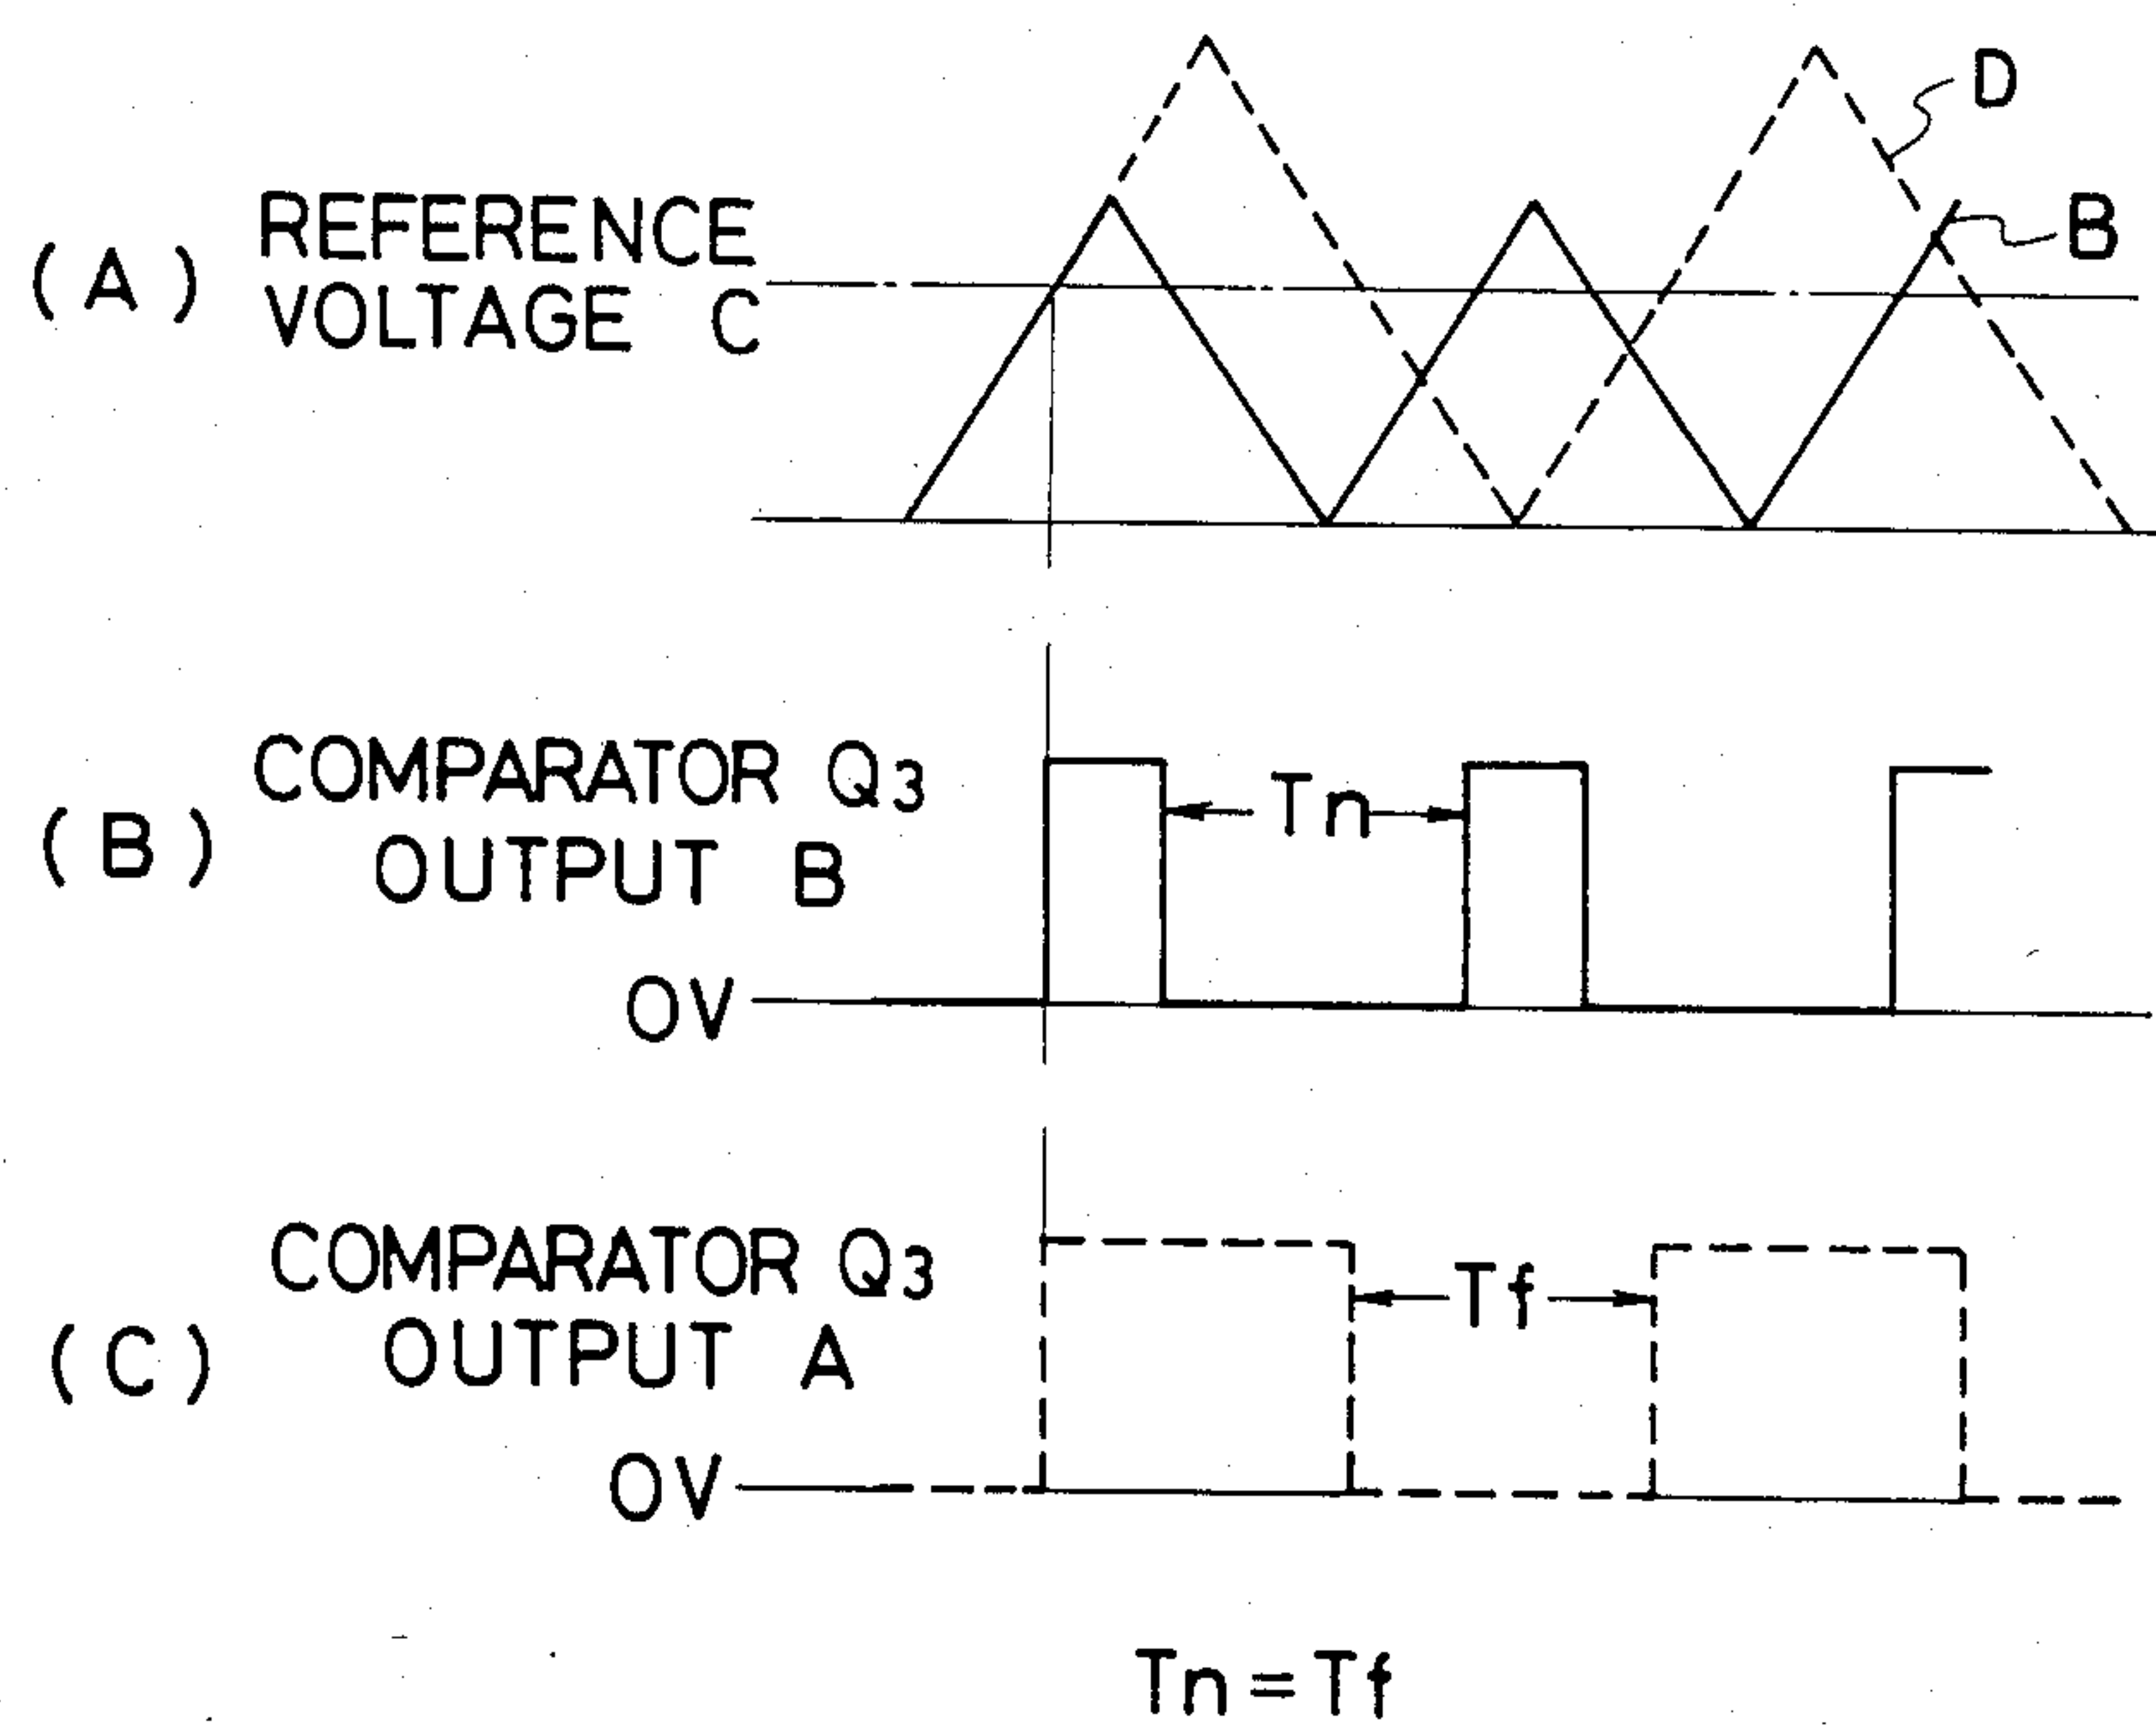 D
B
(A) REFERENCE
VOLTAGE C
(B) COMPARATOR Q3
OUTPUT B
Tn
0V
(C) COMPARATOR Q3
OUTPUT A
Tf
0V
Tn=Tf